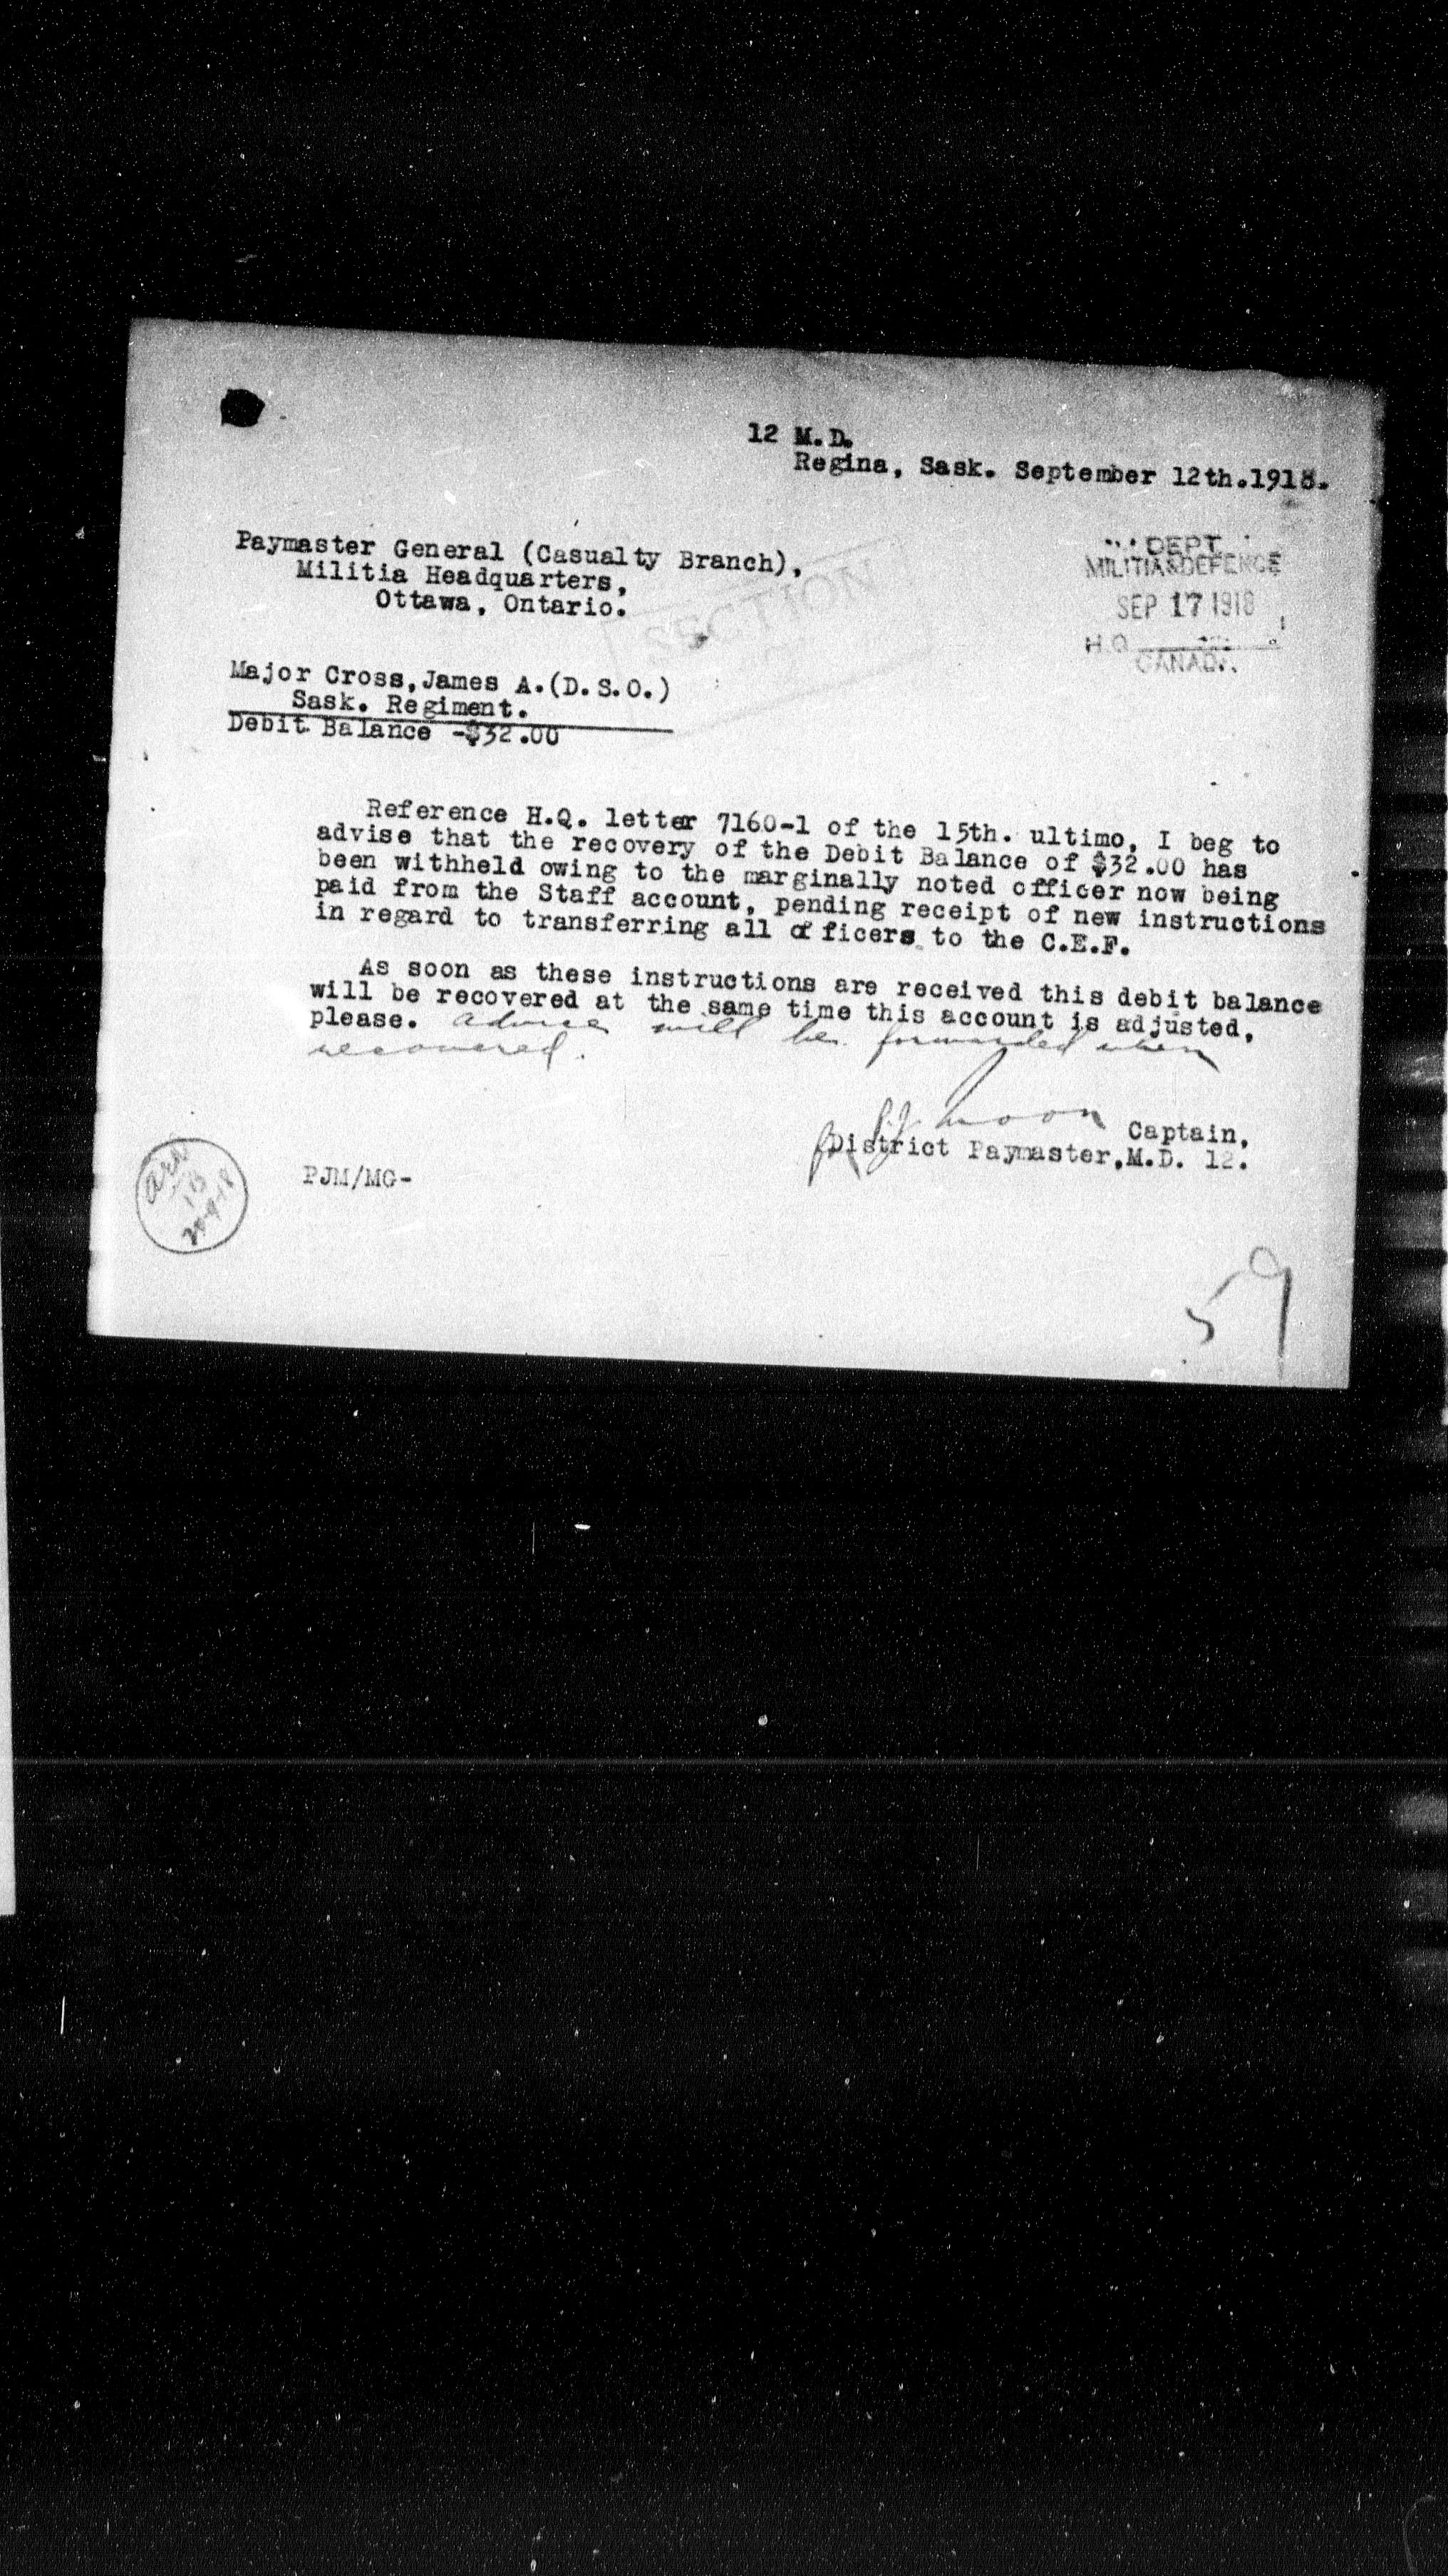 12 M.D.
Regina, Sask. September 12th.1918.
Paymaster General (Casualty Branch),
Militia Headquarters,
Ottawa, Ontario.
DEPT.
MILITIA & DEFENCE
SEP 17 1918
H.Q.
CANADA.
SECTION
Major Cross,James A.(D.S.O.)
Sask. Regiment.
Debit Balance -$32.00
Reference H.Q. letter 7160-1 of the 15th. ultimo, I beg to
advise that the recovery of the Debit Balance of $32.00 has
been withheld owing to the marginally noted officer now being
paid from the Staff account, pending receipt of new instructions
in regard to transferring all officers to the C.E.F.
As soon as these instructions are received this debit balance
will be recovered at the same time this account is adjusted,
please. Advice will be forwarded when
recovered.
P.J. Moon Captain,
for District Paymaster,M.D. 12.
PJM/MG-
20-9-18
59